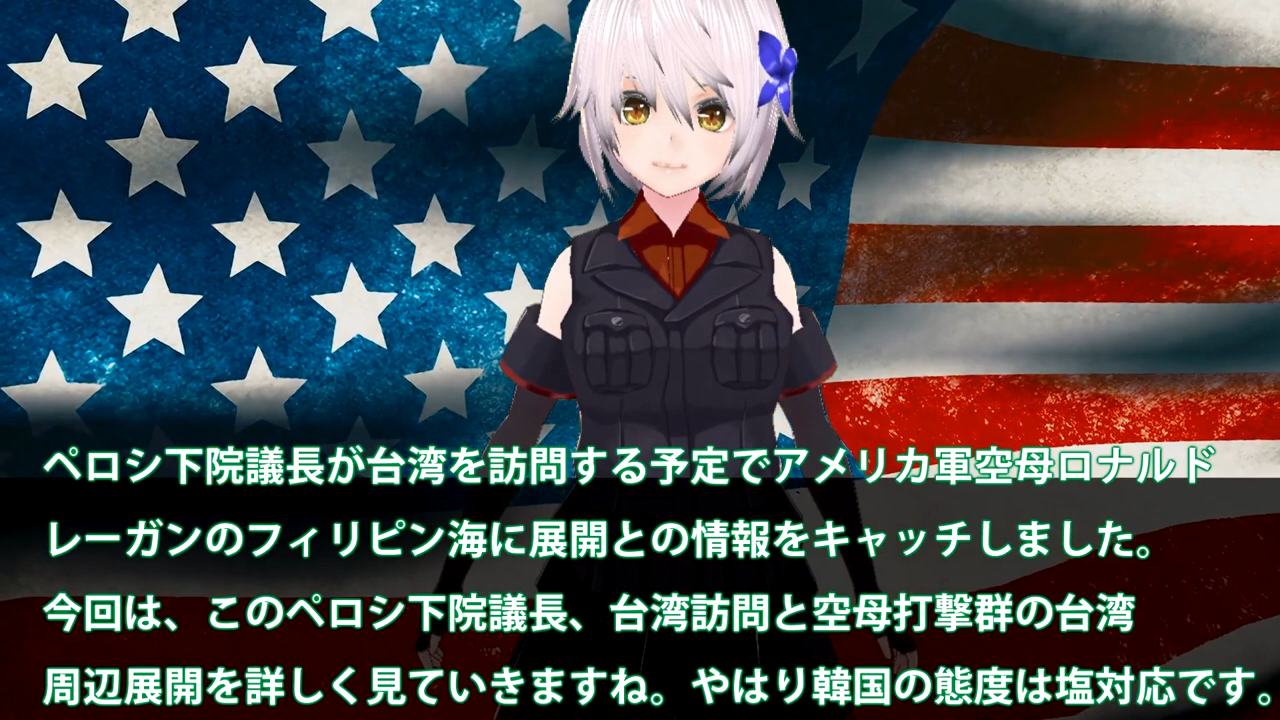 ペロシ下院議長が台湾を訪問する予定でアメリカ軍空母ロナルド
レーガンのフィリピン海に展開との情報をキャッチしました。
今回は、このペロシ下院議長、台湾訪問と空母打撃群の台湾
周辺展開を詳しく見ていきますね。やはり韓国の態度は塩対応です。